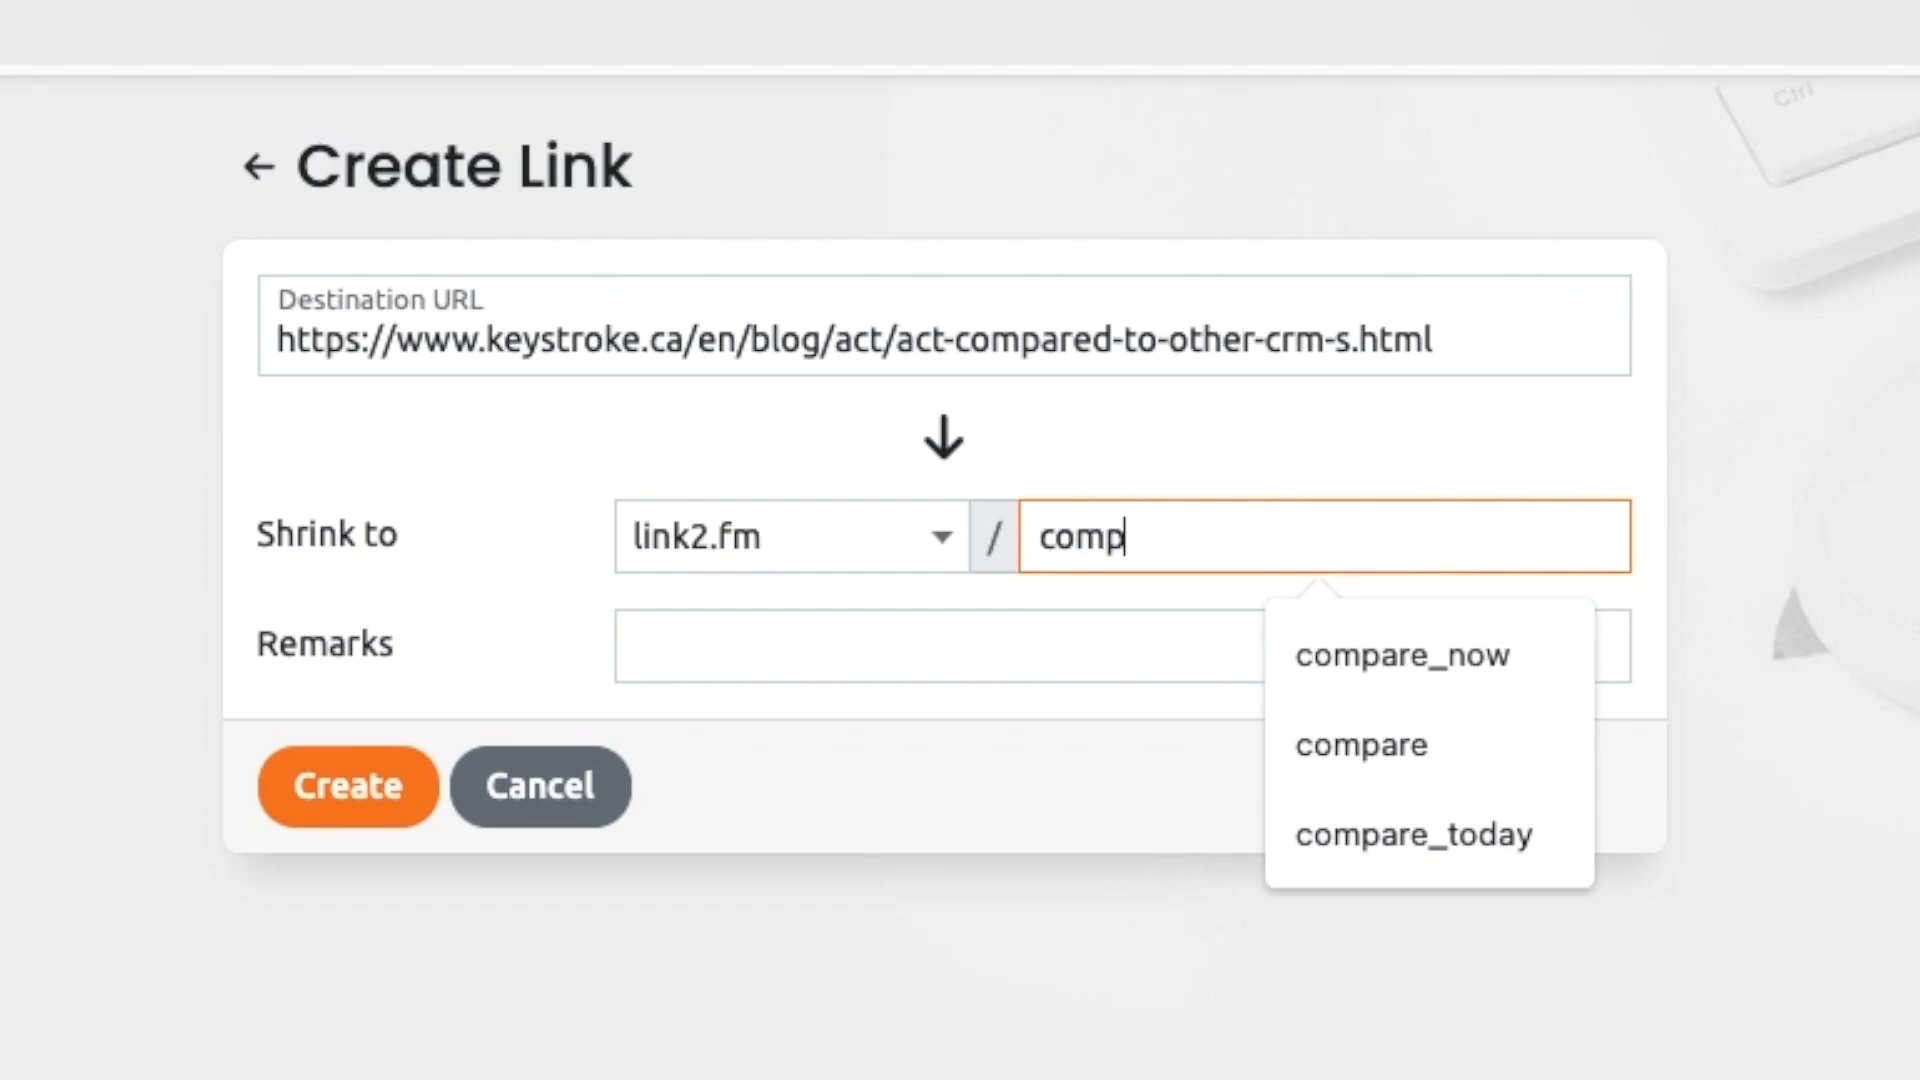 Ctrl
← Create Link
Destination URL
https://www.keystroke.ca/en/blog/act/act-compared-to-other-crm-s.html
Shrink to
link2.fm
/
comp
Remarks
compare_now
compare
compare_today
Create
Cancel